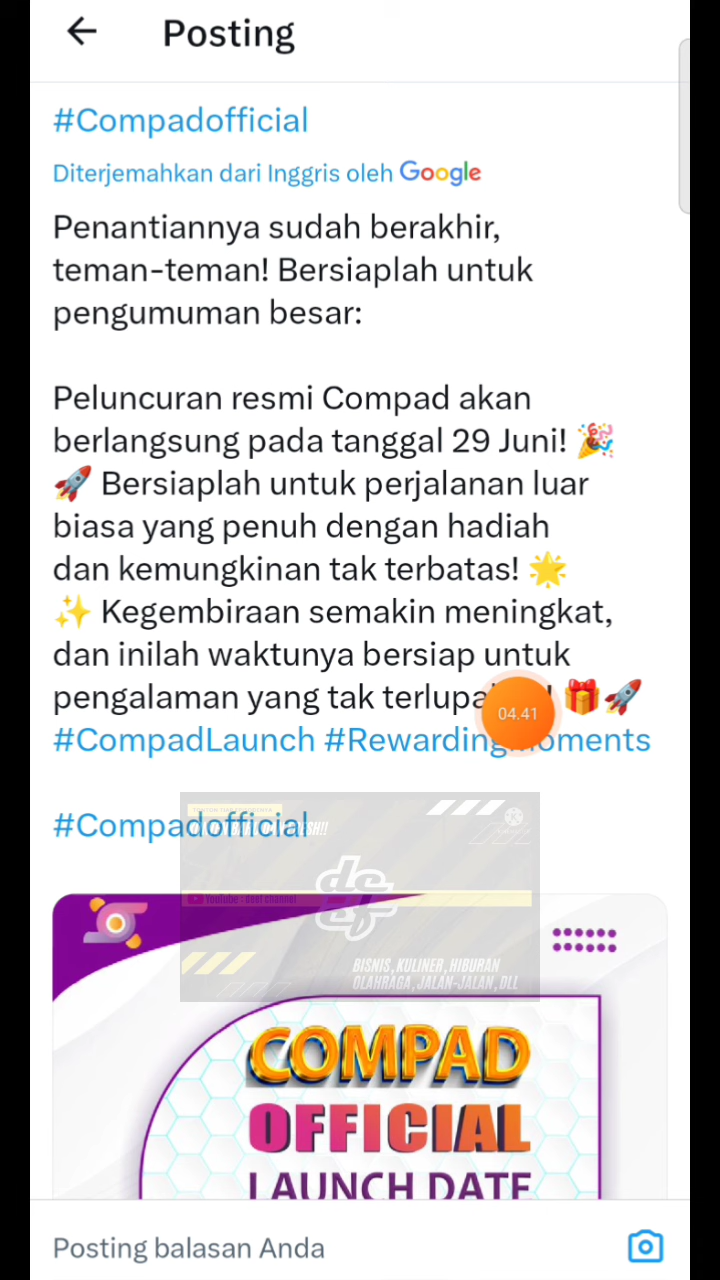 Posting
#Compadofficial
Diterjemahkan dari Inggris oleh Google
Penantiannya sudah berakhir,
teman-teman! Bersiaplah untuk
pengumuman besar:
Peluncuran resmi Compad akan
berlangsung pada tanggal 29 Juni! 🎉
🚀 Bersiaplah untuk perjalanan luar
biasa yang penuh dengan hadiah
dan kemungkinan tak terbatas! 🌟
✨ Kegembiraan semakin meningkat,
dan inilah waktunya bersiap untuk
pengalaman yang tak 🎁🚀
04.41
#CompadLaunch
#Compadofficial
YouTube : deef channel
BISNIS, KULINER, HIBURAN
OLAHRAGA, JALAN-JALAN, DLL
COMPAD
OFFICIAL
LAUNCH DATE
Posting balasan Anda